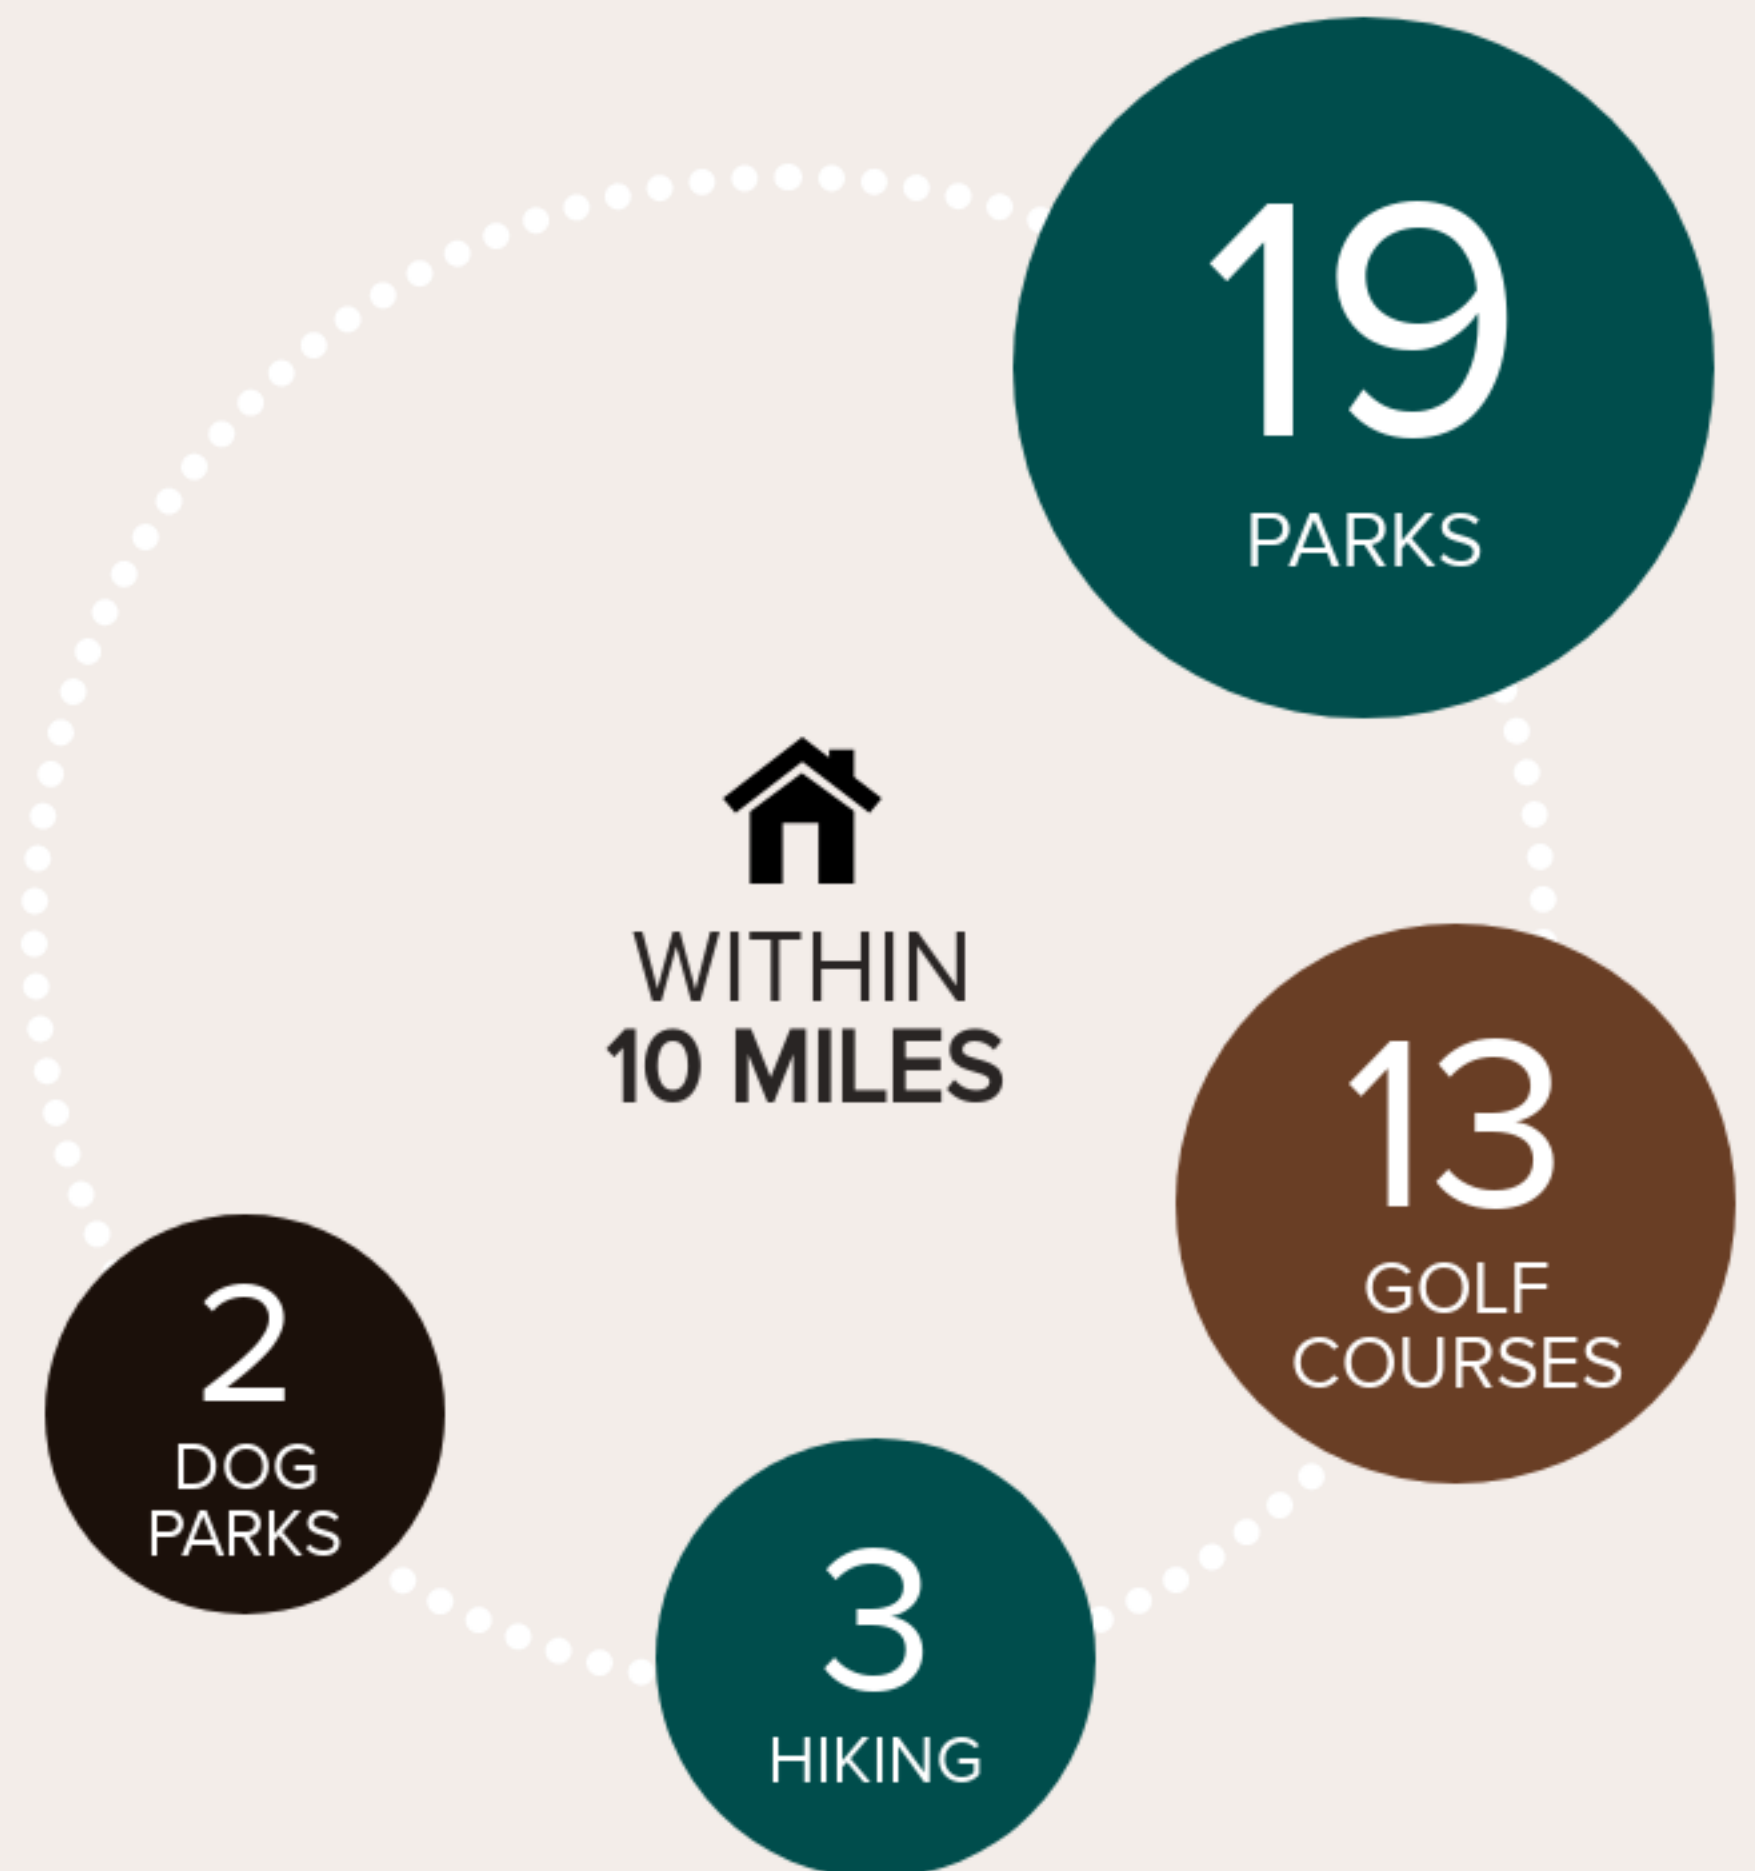 19
PARKS
WITHIN
10 MILES
13
GOLF
COURSES
2
DOG
PARKS
3
HIKING